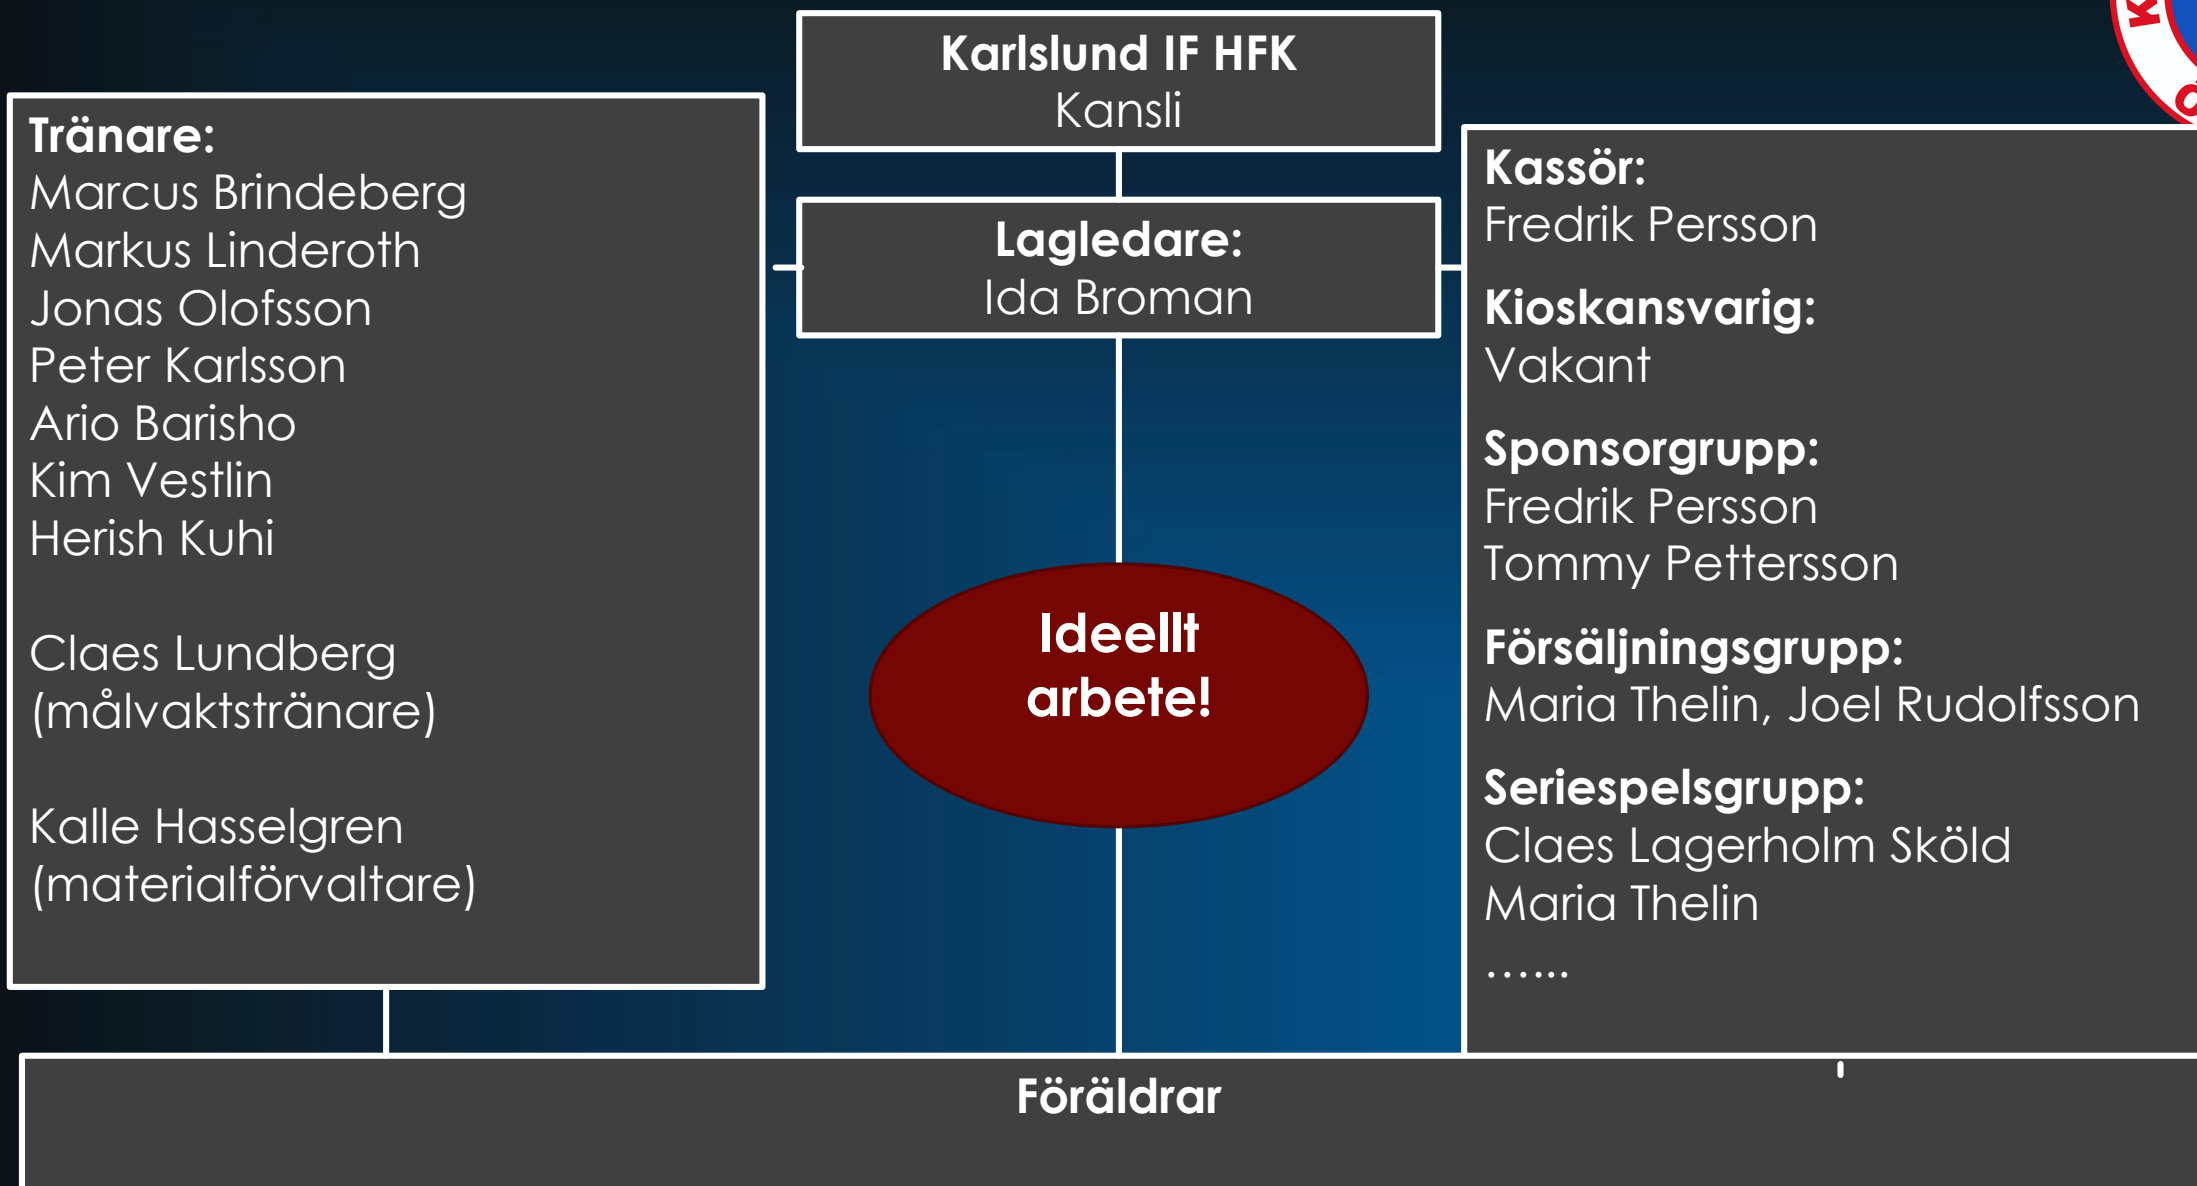 Karlslund IF HFK
Kansli
Tränare:
Marcus Brindeberg
Markus Linderoth
Jonas Olofsson
Peter Karlsson
Ario Barisho
Kim Vestlin
Herish Kuhi
Claes Lundberg
(målvaktstränare)
Kalle Hasselgren
(materialförvaltare)
Lagledare:
Ida Broman
Ideellt
arbete!
Kassör:
Fredrik Persson
Kioskansvarig:
Vakant
Sponsorgrupp:
Fredrik Persson
Tommy Pettersson
Försäljningsgrupp:
Maria Thelin, Joel Rudolfsson
Seriespelsgrupp:
Claes Lagerholm Sköld
Maria Thelin
…...
Föräldrar